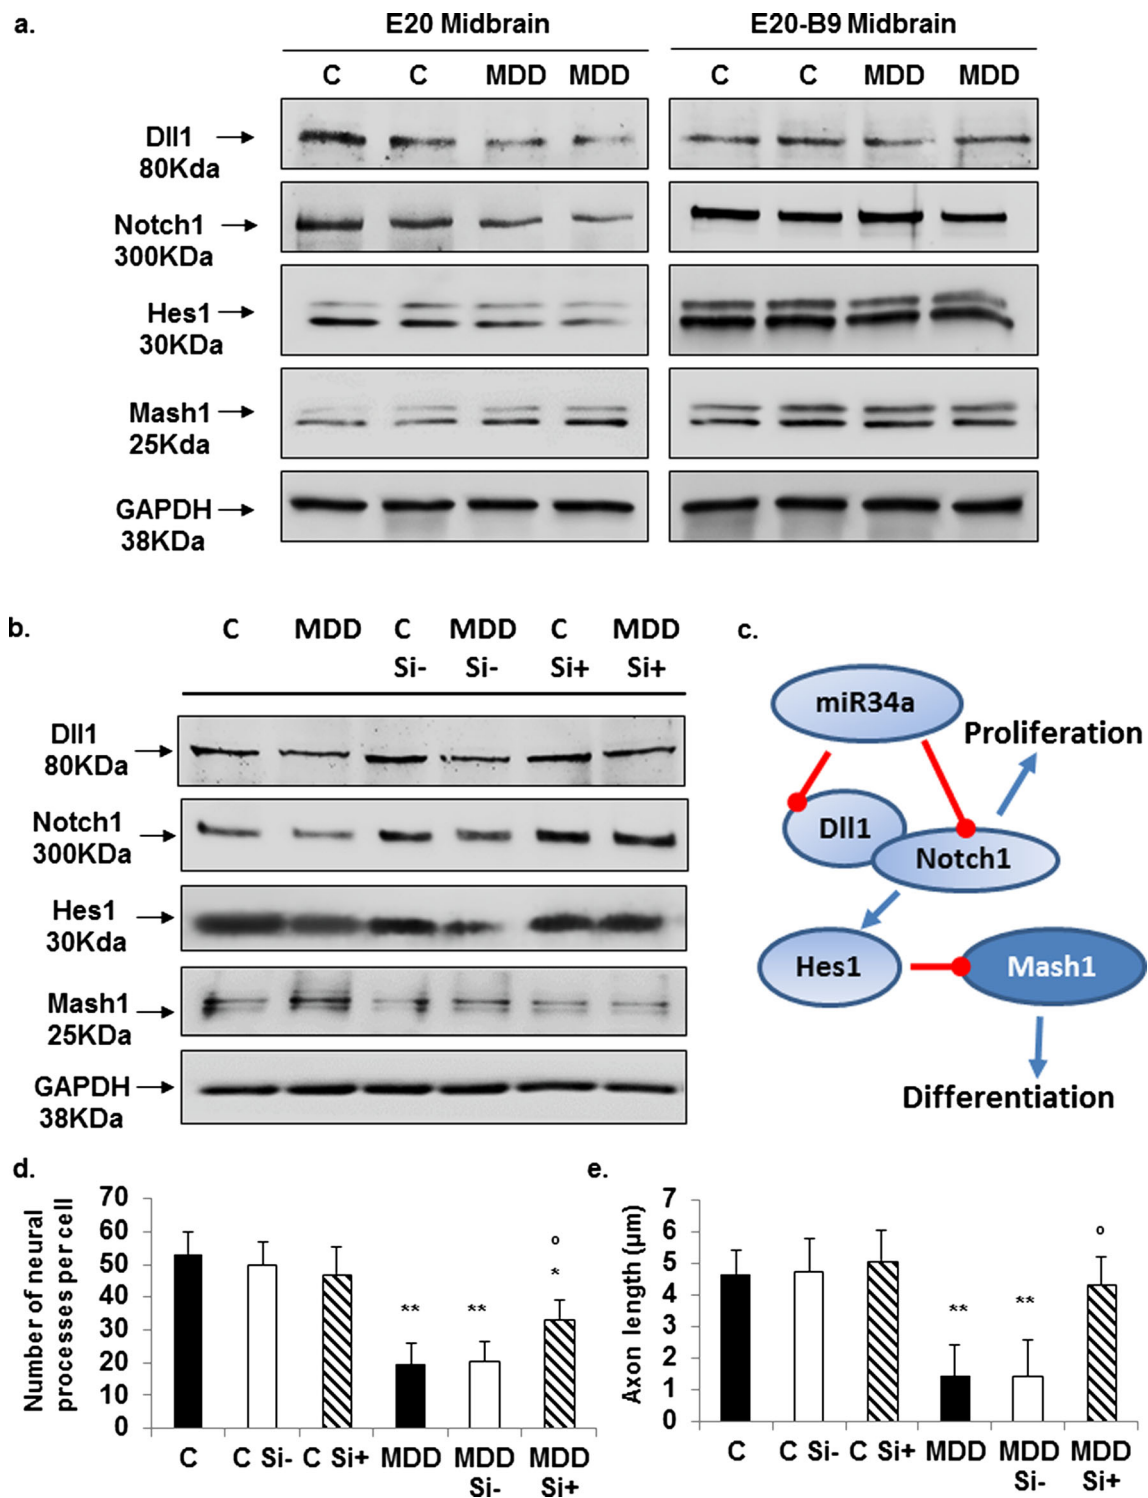 a.
E20 Midbrain
E20-B9 Midbrain
C C MDD MDD
C C MDD MDD
Dll1
80Kda
Notch1
300KDa
Hes1
30KDa
Mash1
25Kda
GAPDH
38KDa
b.
C MDD C MDD C MDD
Si- Si- Si+ Si+
Dll1
80KDa
Notch1
300KDa
Hes1
30Kda
Mash1
25KDa
GAPDH
38KDa
c.
miR34a
Proliferation
Dll1
Notch1
Hes1
Mash1
Differentiation
d.
Number of neural
processes per cell
70
60
50
40
30
20
10
0
**
**
o
*
C C Si- C Si+ MDD MDD MDD
Si- Si+
e.
Axon length (µm)
7
6
5
4
3
2
1
0
**
**
o
C C Si- C Si+ MDD MDD MDD
Si- Si+